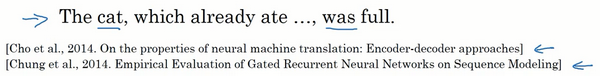 The cat, which already ate ..., was full.
[Cho et al., 2014. On the properties of neural machine translation: Encoder-decoder approaches]
[Chung et al., 2014. Empirical Evaluation of Gated Recurrent Neural Networks on Sequence Modeling]